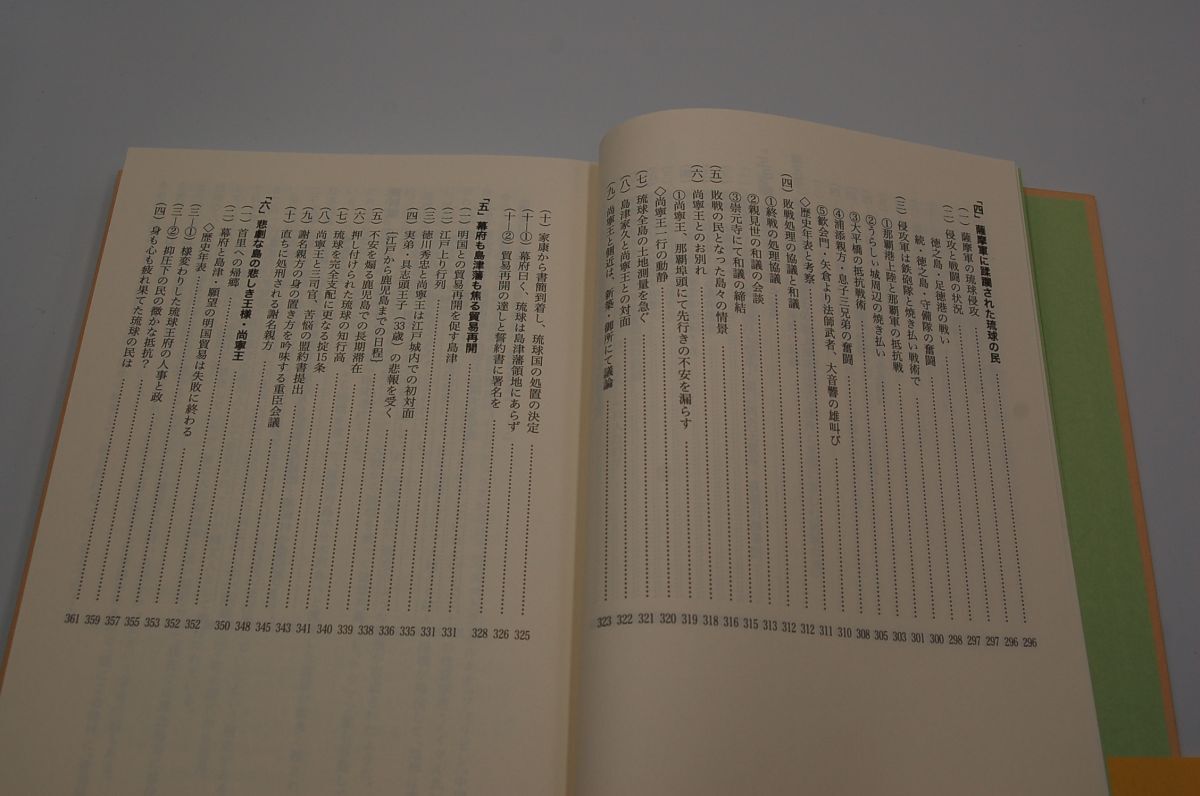 「四」薩摩軍に蹂躙された琉球の民……296
（一）薩摩軍の琉球侵攻……296
（二）侵攻と戦闘の状況……297
徳之島・足徳港の戦い……297
続・徳之島・守備隊の奮闘……298
（三）侵攻軍は鉄砲隊と焼き払い戦術で……300
①那覇港上陸と那覇軍の抵抗戦……301
②うらしぃ城周辺の焼き払い……303
③大平橋の抵抗戦術……305
④浦添親方・息子三兄弟の奮闘……308
⑤歓会門・矢倉より法師武者、大音響の雄叫び……310
◇歴史年表と考察……311
（四）敗戦処理の協議と和議……312
①終戦の処理協議……312
②親見世の和議の会談……313
③崇元寺にて和議の締結……315
（五）敗戦の民となった島々の情景……316
（六）尚寧王とのお別れ……318
①尚寧王、那覇埠頭にて先行きの不安を漏らす……319
◇尚寧王一行の動静……320
（七）琉球全島の土地測量を急ぐ……321
（八）島津家久と尚寧王との対面……322
（九）尚寧王と側近は、新築・御所にて議論……323
（十）家康から書簡到着し、琉球国の処置の決定……325
（十―①）幕府曰く、琉球は島津藩領地にあらず……326
（十―②）貿易再開の達しと誓約書に署名を……328
「五」幕府も島津藩も焦る貿易再開……331
（一）明国との貿易再開を促す島津……331
（二）江戸上り行列……335
（三）徳川秀忠と尚寧王は江戸城内での初対面……336
（四）実弟・具志頭王子（33歳）の悲報を受く
［江戸から鹿児島までの日程］……338
（五）不安を煽る鹿児島での長期滞在……339
（六）押し付けられた琉球の知行高……340
（七）琉球を完全支配に更なる掟15条……341
（八）尚寧王と三司官、苦悩の盟約書提出……343
（九）謝名親方の身の置き方を吟味する重臣会議……345
（十）直ちに処刑される謝名親方……348
「六」悲劇な島の悲しき王様・尚寧王……350
（一）首里への帰郷……352
（二）幕府と島津・願望の明国貿易は失敗に終わる……352
◇歴史年表……353
（三―①）様変わりした琉球王府の人事と政……355
（三―②）抑圧下の民の微かな抵抗？……357
（四）身も心も疲れ果てた琉球の民は……359
361